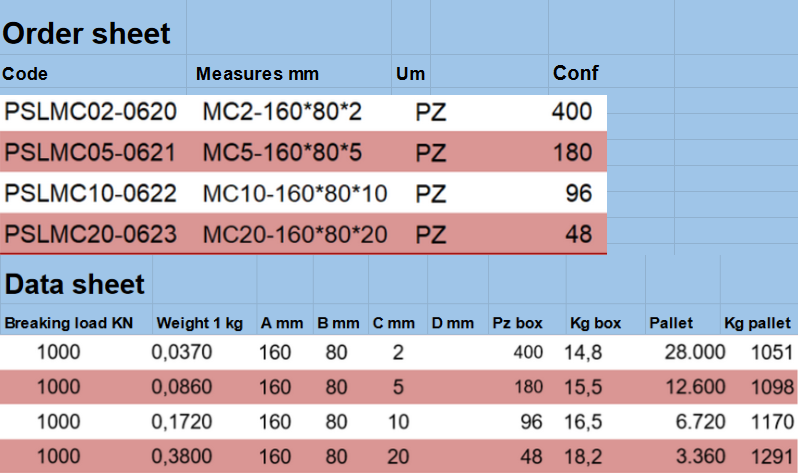 Order sheet
Code Measures mm Um Conf
PSLMC02-0620 MC2-160*80*2 PZ 400
PSLMC05-0621 MC5-160*80*5 PZ 180
PSLMC10-0622 MC10-160*80*10 PZ 96
PSLMC20-0623 MC20-160*80*20 PZ 48
Data sheet
Breaking load KN Weight 1 kg A mm B mm C mm D mm Pz box Kg box Pallet Kg pallet
1000 0,0370 160 80 2 400 14,8 28.000 1051
1000 0,0860 160 80 5 180 15,5 12.600 1098
1000 0,1720 160 80 10 96 16,5 6.720 1170
1000 0,3800 160 80 20 48 18,2 3.360 1291